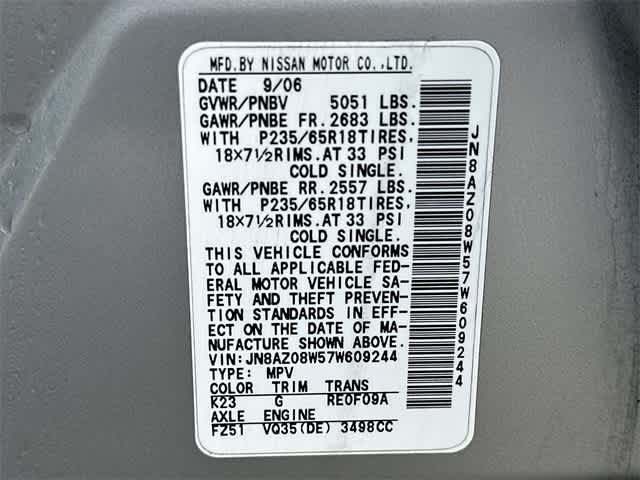 MFD.BY NISSAN MOTOR CO.,LTD.
DATE 9/06
GVWR/PNBV 5051 LBS.
GAWR/PNBE FR. 2683 LBS.
WITH P235/65R18TIRES,
18×7½RIMS.AT 33 PSI
COLD SINGLE.
GAWR/PNBE RR. 2557 LBS.
WITH P235/65R18TIRES,
18×7½RIMS.AT 33 PSI
COLD SINGLE.
THIS VEHICLE CONFORMS
TO ALL APPLICABLE FED-
ERAL MOTOR VEHICLE SA-
FETY AND THEFT PREVEN-
TION STANDARDS IN EFF-
ECT ON THE DATE OF MA-
NUFACTURE SHOWN ABOVE.
VIN:JN8AZ08W57W609244
TYPE: MPV
COLOR TRIM TRANS
K23 G RE0F09A
AXLE ENGINE
FZ51 VQ35(DE) 3498CC
JN8AZ08W57W609244